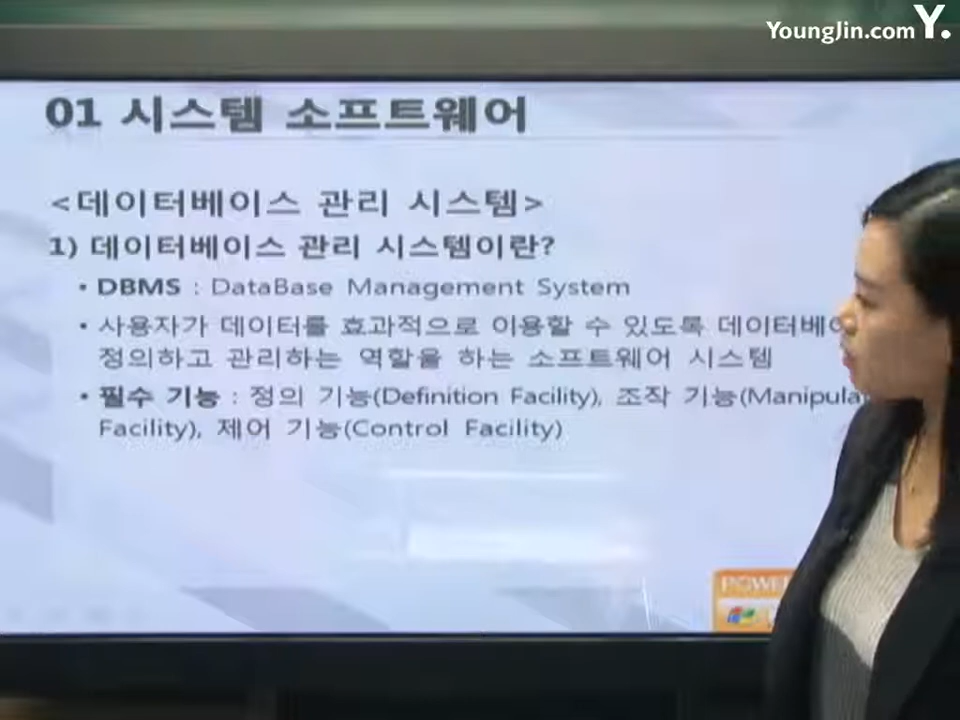 YoungJin.com Y.
01 시스템 소프트웨어
<데이터베이스 관리 시스템>
1) 데이터베이스 관리 시스템이란?
• DBMS : DataBase Management System
• 사용자가 데이터를 효과적으로 이용할 수 있도록 데이터베이
정의하고 관리하는 역할을 하는 소프트웨어 시스템
• 필수 기능 : 정의 기능(Definition Facility), 조작 기능(Manipula
Facility), 제어 기능(Control Facility)
POWE